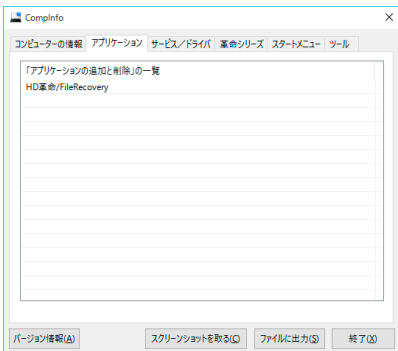 CompInfo
コンピューターの情報 アプリケーション サービス／ドライバ 革命シリーズ スタートメニュー ツール
「アプリケーションの追加と削除」の一覧
HD革命/FileRecovery
バージョン情報(A) スクリーンショットを取る(C) ファイルに出力(S) 終了(X)